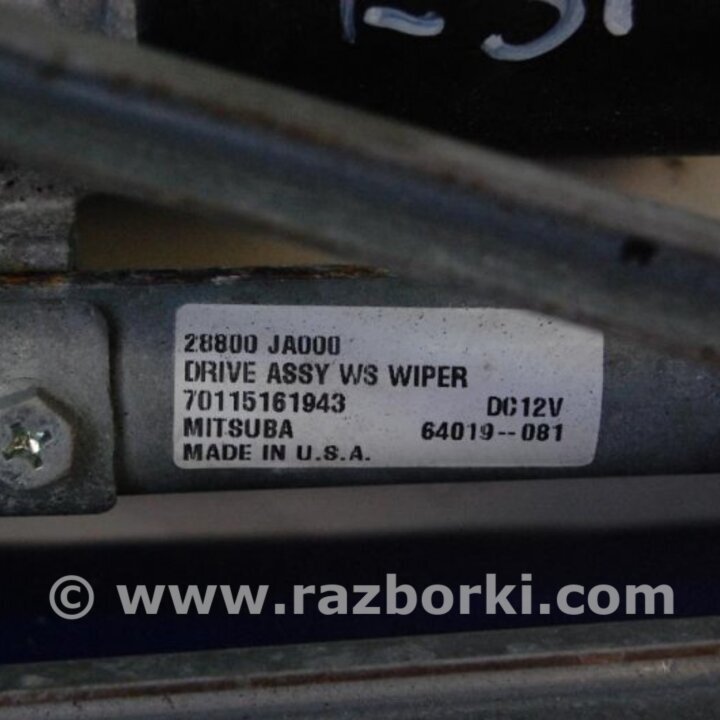 28800 JA000
DRIVE ASSY WS WIPER
70115161943 DC12V
MITSUBA 64019--081
MADE IN U.S.A.
© www.razborki.com